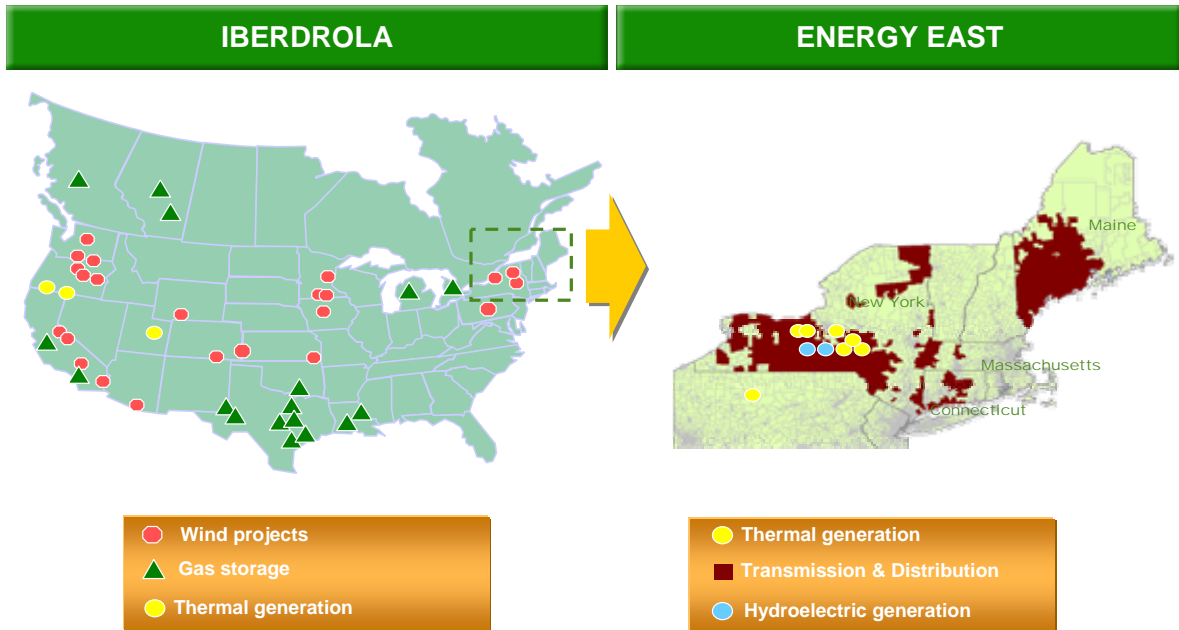 IBERDROLA
ENERGY EAST
Maine
New York
Massachusetts
Connecticut
Wind projects
Gas storage
Thermal generation
Thermal generation
Transmission & Distribution
Hydroelectric generation